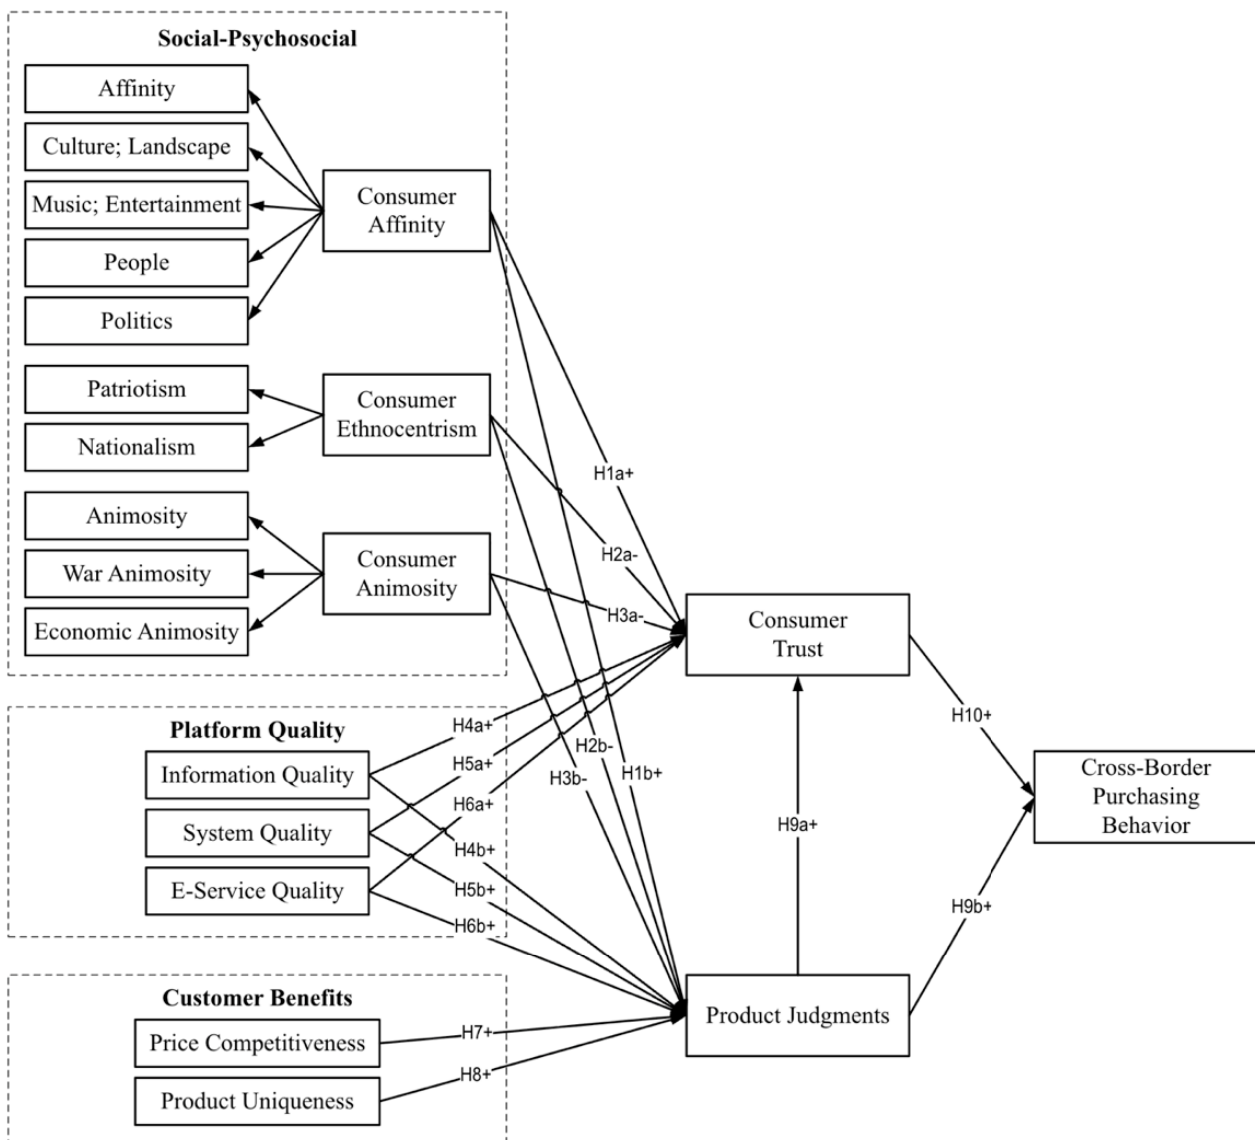 Social-Psychosocial
Affinity
Culture; Landscape
Music; Entertainment
People
Politics
Consumer
Affinity
Patriotism
Nationalism
Consumer
Ethnocentrism
Animosity
War Animosity
Economic Animosity
Consumer
Animosity
H1a+
H2a-
H3a-
Consumer
Trust
Platform Quality
Information Quality
System Quality
E-Service Quality
H4a+
H5a+
H6a+
H4b+
H5b+
H6b+
H2b-
H3b-
H1b+
H9a+
H10+
H9b+
Cross-Border
Purchasing
Behavior
Customer Benefits
Price Competitiveness
Product Uniqueness
H7+
H8+
Product Judgments